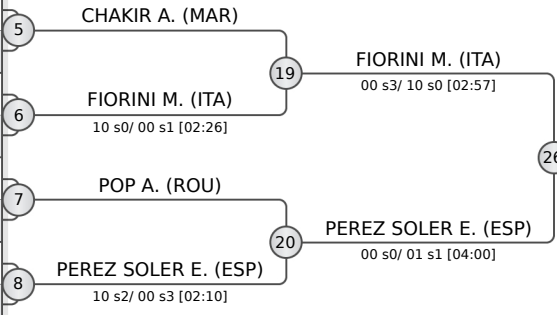 CHAKIR A. (MAR)
5
19
FIORINI M. (ITA)
00 s3/ 10 s0 [02:57]
FIORINI M. (ITA)
6
10 s0/ 00 s1 [02:26]
26
POP A. (ROU)
7
20
PEREZ SOLER E. (ESP)
00 s0/ 01 s1 [04:00]
PEREZ SOLER E. (ESP)
8
10 s2/ 00 s3 [02:10]